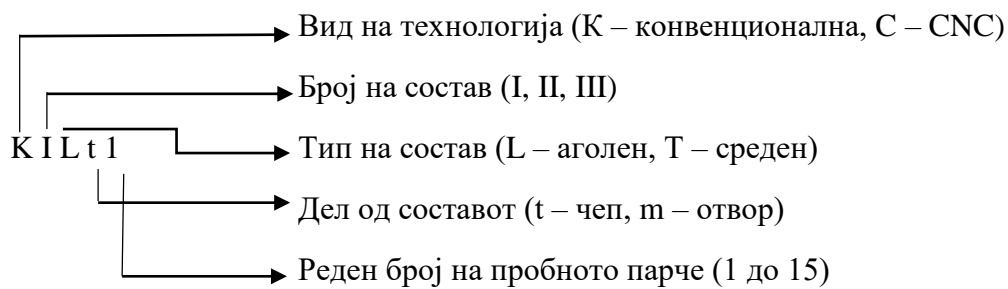 Вид на технологија (К – конвенционална, С – CNC)
Број на состав (I, II, III)
K I L t 1
Тип на состав (L – аголен, Т – среден)
Дел од составот (t – чеп, m – отвор)
Реден број на пробното парче (1 до 15)